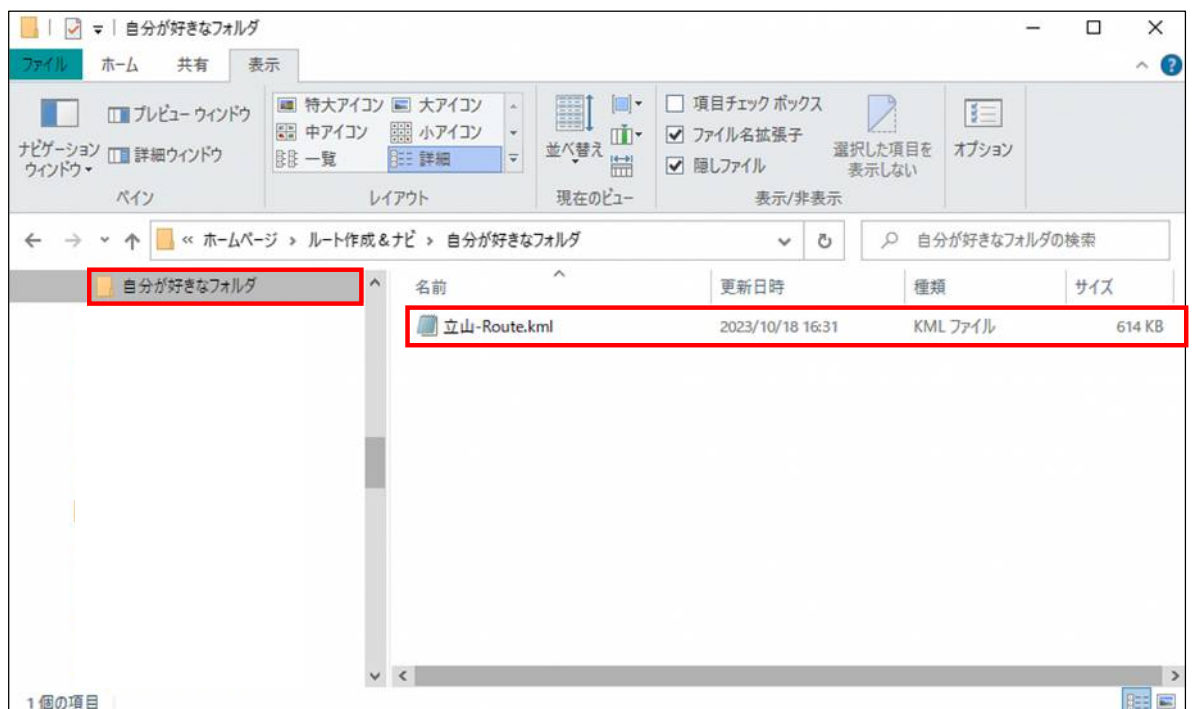 自分が好きなフォルダ
ファイル ホーム 共有 表示
ナビゲーション ウィンドウ
プレビュー ウィンドウ
詳細ウィンドウ
ペイン
特大アイコン 大アイコン
中アイコン 小アイコン
一覧 詳細
レイアウト
並べ替え
現在のビュー
項目チェック ボックス
ファイル名拡張子
隠しファイル
選択した項目を
表示しない
表示/非表示
オプション
« ホームページ › ルート作成&ナビ › 自分が好きなフォルダ
自分が好きなフォルダの検索
自分が好きなフォルダ
名前 更新日時 種類 サイズ
立山-Route.kml 2023/10/18 16:31 KML ファイル 614 KB
1 個の項目